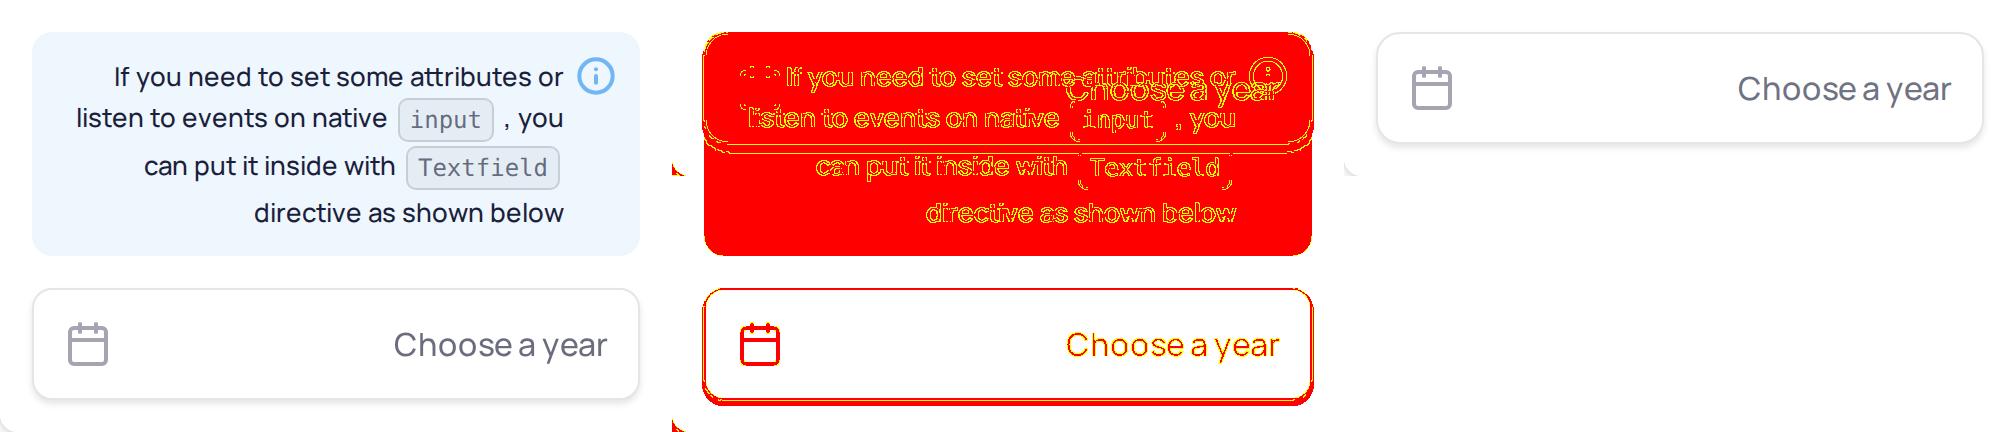 If you need to set some attributes or
listen to events on native input , you
can put it inside with Textfield
directive as shown below
Choose a year
If you need to set some attributes or
Choose a year
listen to events on native input , you
can put it inside with Textfield
directive as shown below
Choose a year
Choose a year